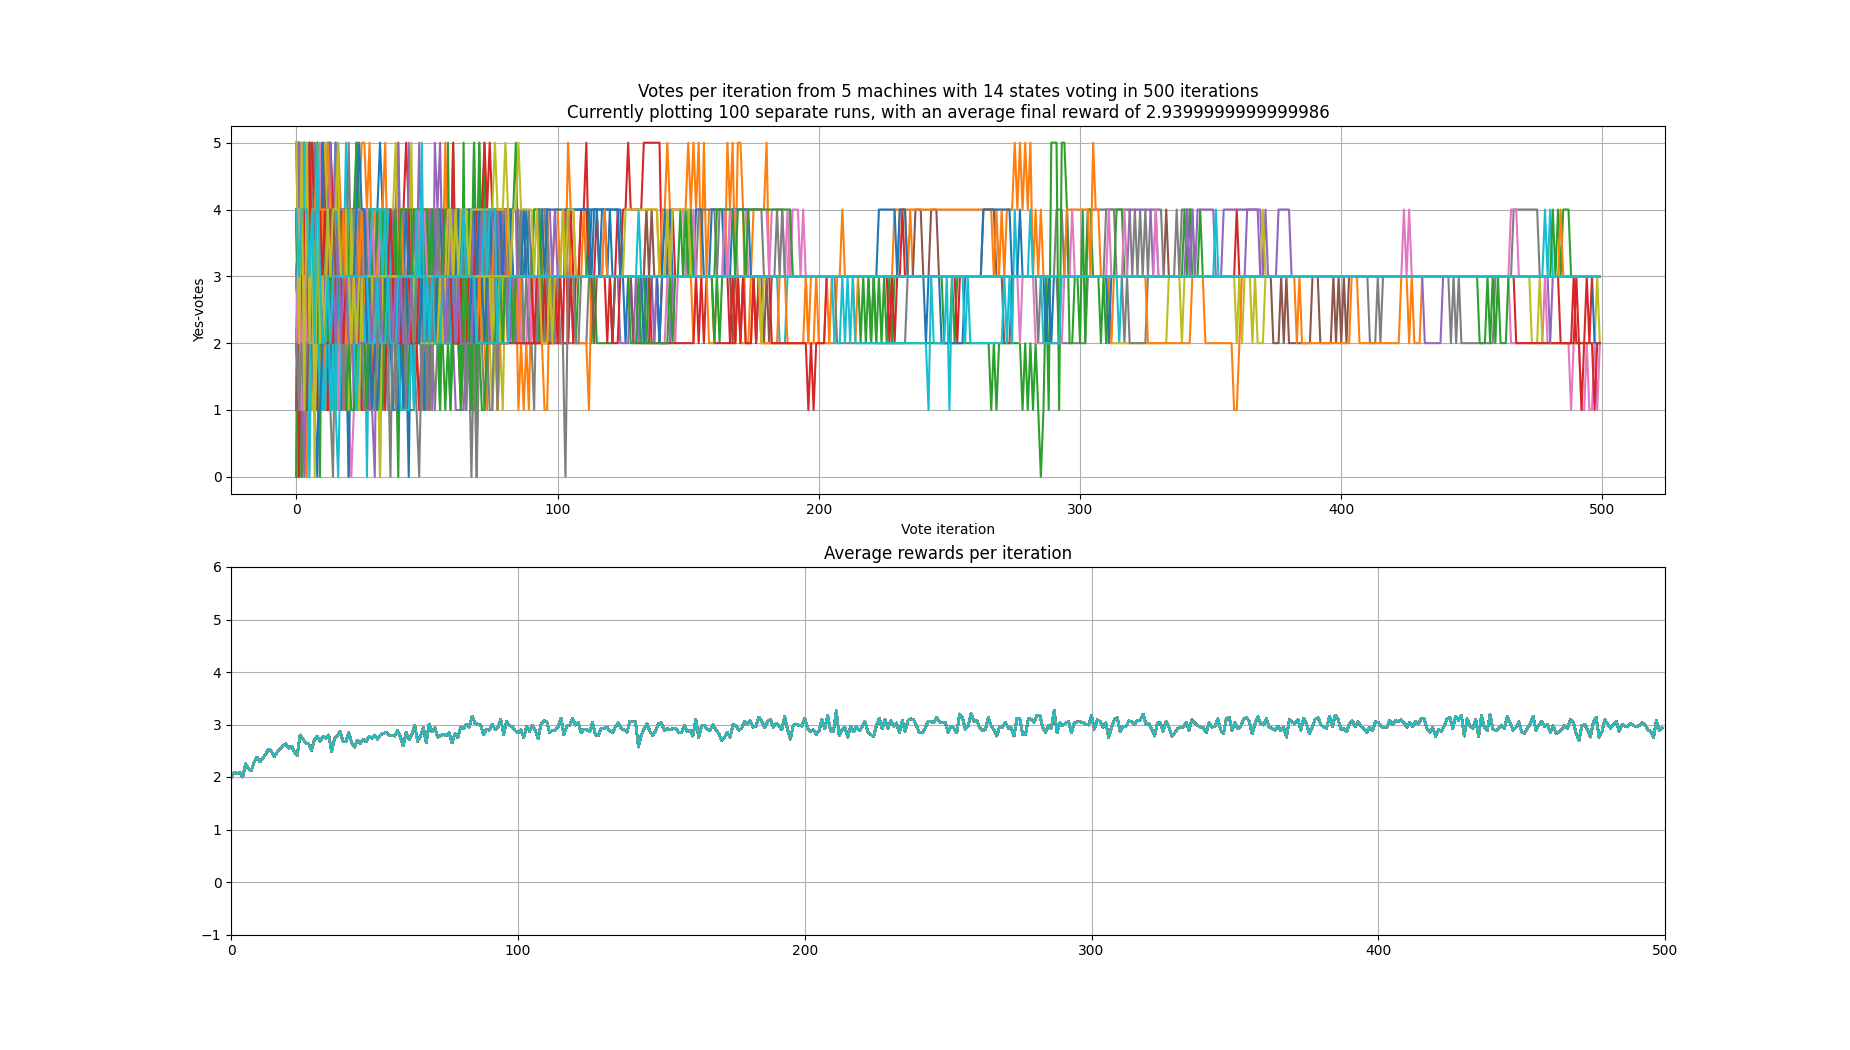 Votes per iteration from 5 machines with 14 states voting in 500 iterations
Currently plotting 100 separate runs, with an average final reward of 2.9399999999999986
5
4
3
2
1
0
Yes-votes
0 100 200 300 400 500
Vote iteration
Average rewards per iteration
6
5
4
3
2
1
0
−1
0 100 200 300 400 500